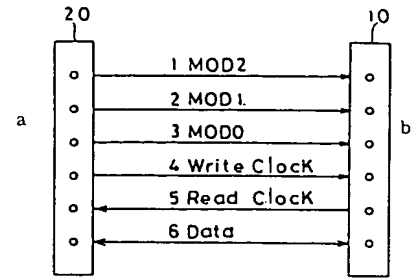 20 10
1 MOD2
2 MOD1.
a
3 MOD0
b
4 Write ClocK
5 Read ClocK
6 Data